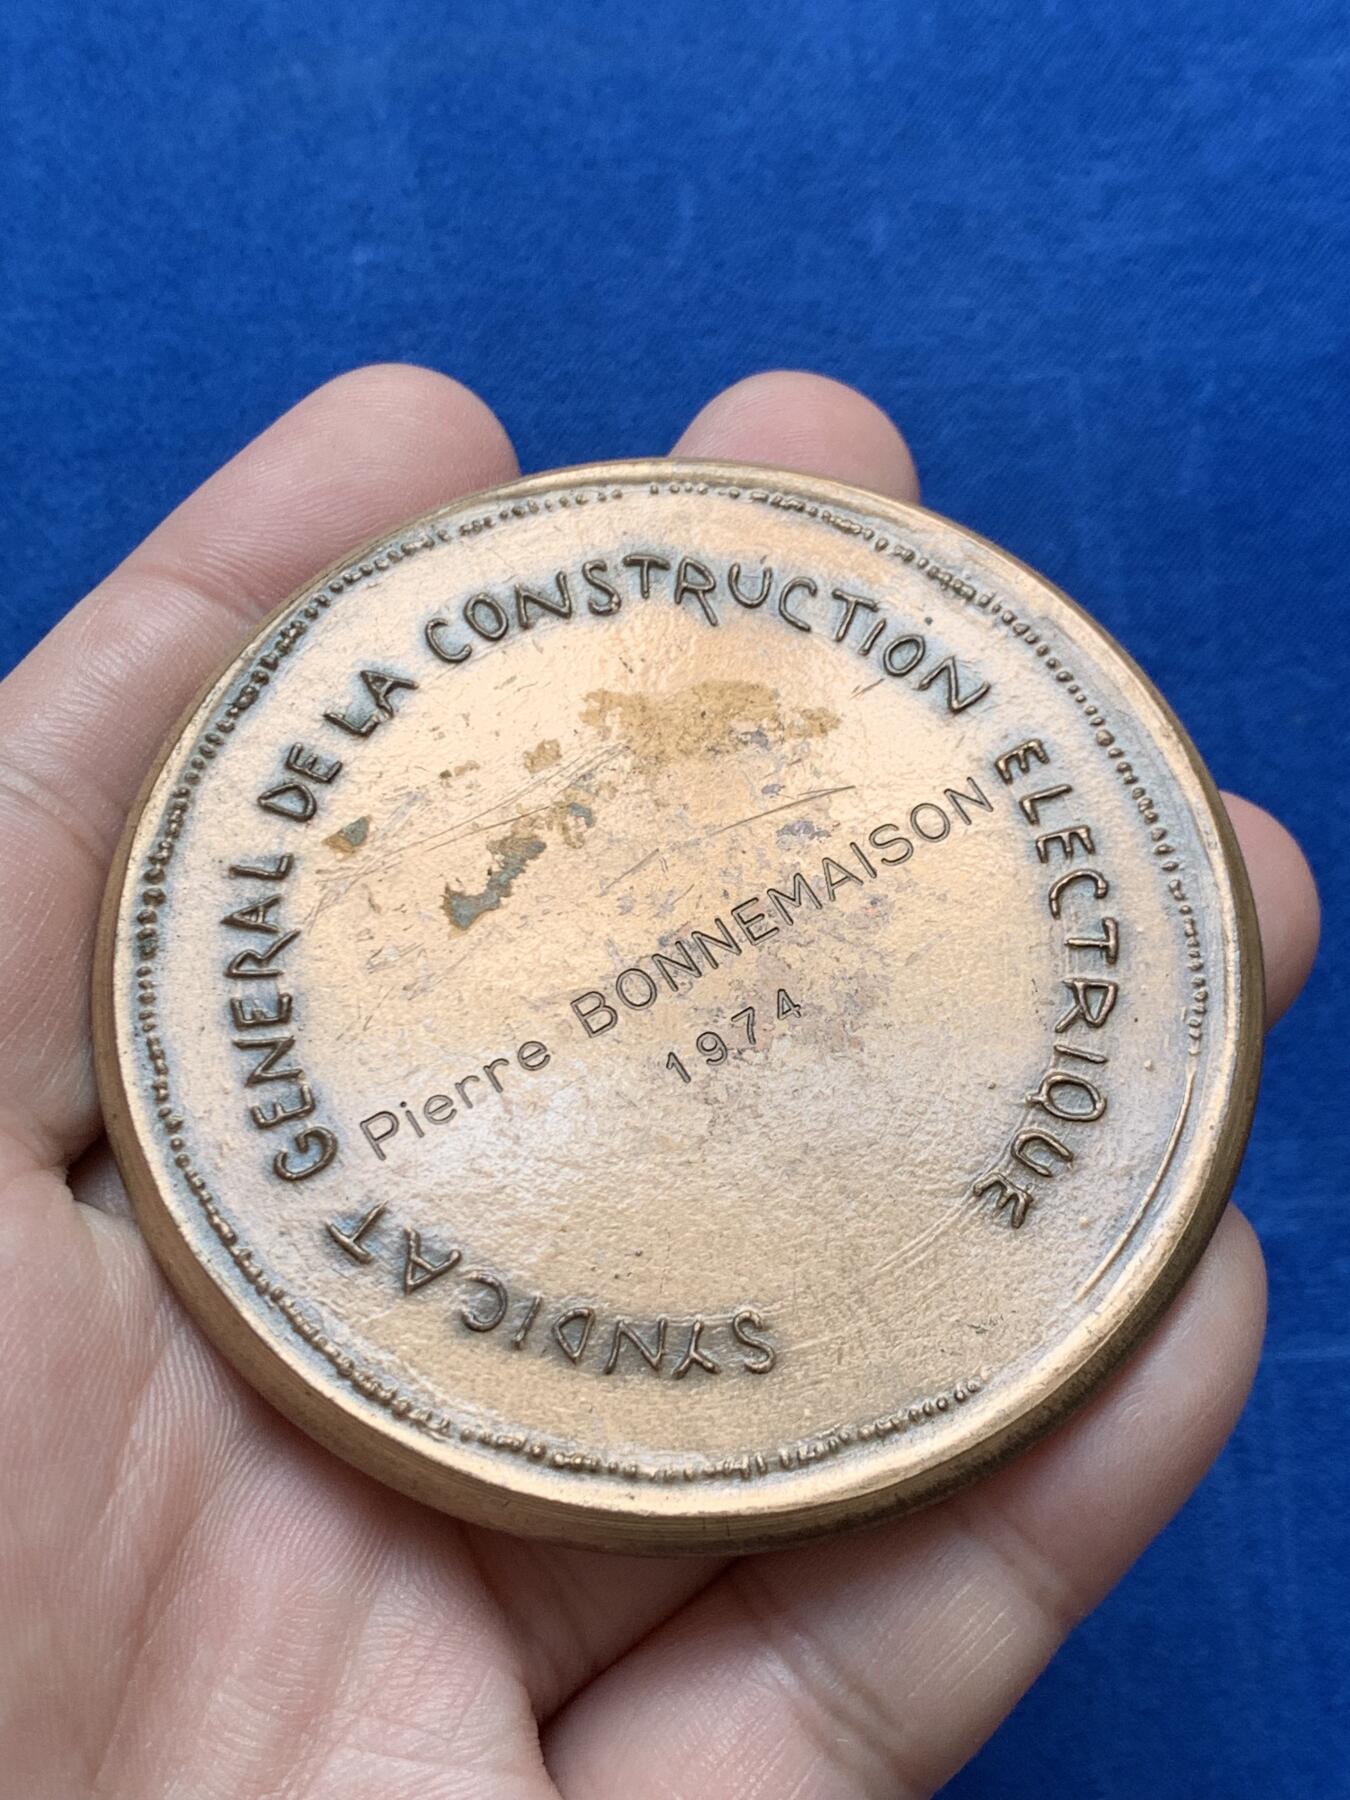 SYNDICAT GENERAL DE LA CONSTRUCTION ELECTRIQUE
Pierre BONNEMAISON
1974